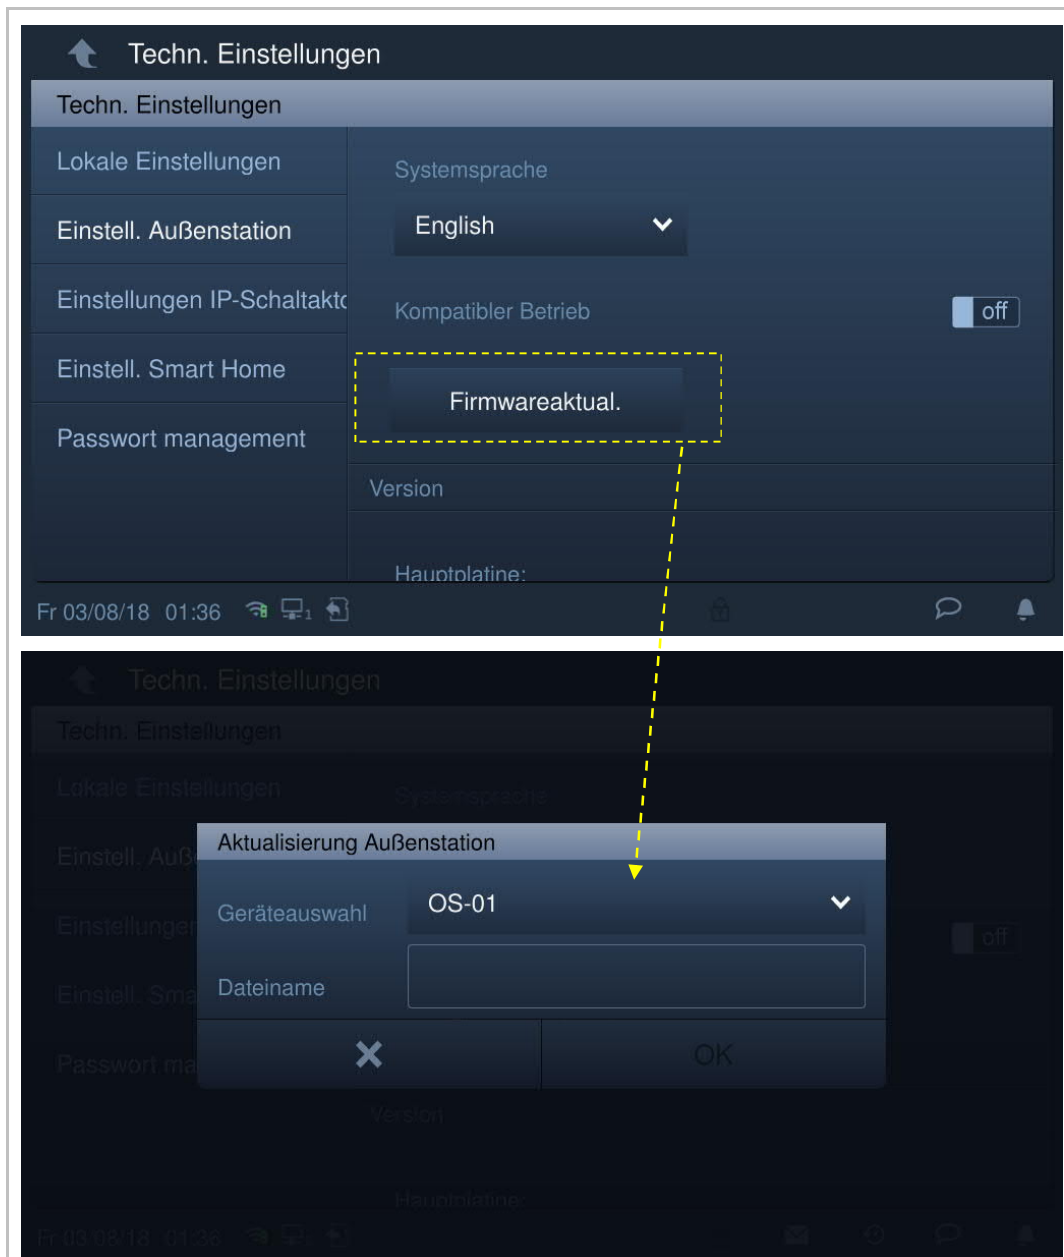 Techn. Einstellungen
Techn. Einstellungen
Lokale Einstellungen
Einstell. Außenstation
Einstellungen IP-Schaltakto
Einstell. Smart Home
Passwort management
Systemsprache
English
Kompatibler Betrieb
off
Firmwareaktual.
Version
Hauptplatine:
Fr 03/08/18 01:36
1
Techn. Einstellungen
Techn. Einstellungen
Lokale Einstellungen
Systemsprache
Einstell. Auß
Einstellungen
off
Einstell. Sma
Passwort ma
Aktualisierung Außenstation
Geräteauswahl
OS-01
Dateiname
OK
Version
Hauptplatine:
Fr 03/08/18 01:36